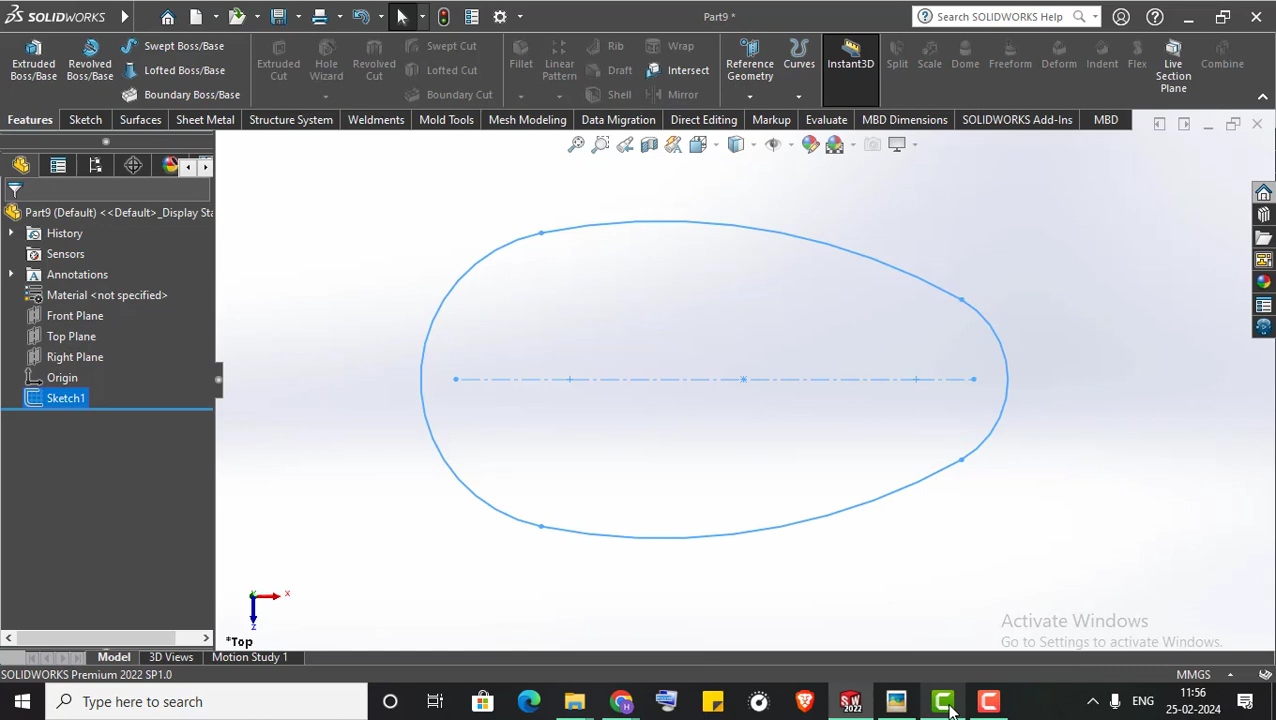 SOLIDWORKS
Part9 *
Search SOLIDWORKS Help
Extruded Boss/Base
Revolved Boss/Base
Swept Boss/Base
Lofted Boss/Base
Boundary Boss/Base
Extruded Cut
Hole Wizard
Revolved Cut
Swept Cut
Lofted Cut
Boundary Cut
Fillet
Linear Pattern
Rib
Draft
Shell
Wrap
Intersect
Mirror
Reference Geometry
Curves
Instant3D
Split
Scale
Dome
Freeform
Deform
Indent
Flex
Live Section Plane
Combine
Features
Sketch
Surfaces
Sheet Metal
Structure System
Weldments
Mold Tools
Mesh Modeling
Data Migration
Direct Editing
Markup
Evaluate
MBD Dimensions
SOLIDWORKS Add-Ins
MBD
Part9 (Default) <<Default>_Display Sta
History
Sensors
Annotations
Material <not specified>
Front Plane
Top Plane
Right Plane
Origin
Sketch1
x
z
*Top
Activate Windows
Go to Settings to activate Windows.
Model
3D Views
Motion Study 1
SOLIDWORKS Premium 2022 SP1.0
MMGS
Type here to search
SW
2022
ENG
11:56
25-02-2024